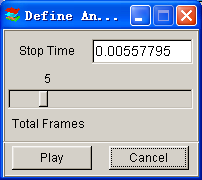 Define An...
Stop Time 0.00557795
5
Total Frames
Play Cancel